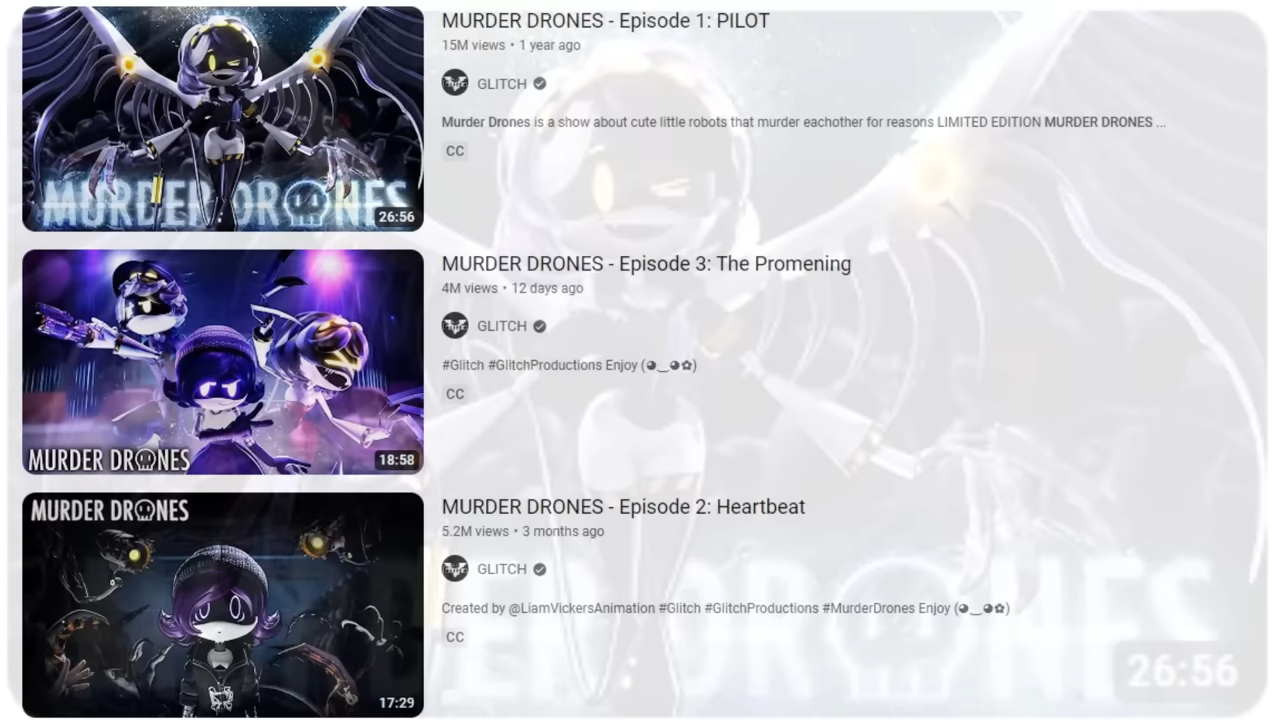 MURDER DRONES
26:56
MURDER DRONES - Episode 1: PILOT
15M views • 1 year ago
GLITCH
Murder Drones is a show about cute little robots that murder eachother for reasons LIMITED EDITION MURDER DRONES ...
CC
MURDER DRONES
18:58
MURDER DRONES - Episode 3: The Promening
4M views • 12 days ago
GLITCH
#Glitch #GlitchProductions Enjoy (◕‿◕✿)
CC
MURDER DRONES
17:29
MURDER DRONES - Episode 2: Heartbeat
5.2M views • 3 months ago
GLITCH
Created by @LiamVickersAnimation #Glitch #GlitchProductions #MurderDrones Enjoy (◕‿◕✿)
CC
DER DRONES
26:56